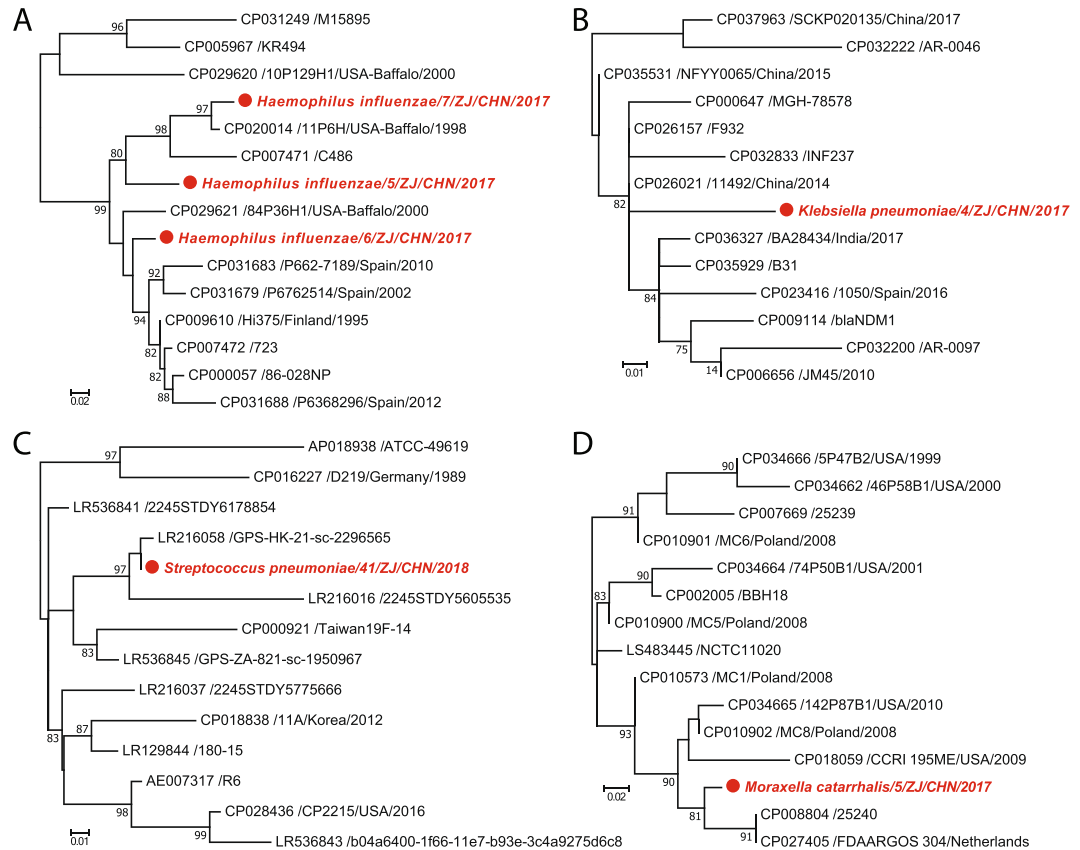 A
CP031249 /M15895
96
CP005967 /KR494
CP029620 /10P129H1/USA-Baffalo/2000
Haemophilus influenzae/7/ZJ/CHN/2017
97
CP020014 /11P6H/USA-Baffalo/1998
98
CP007471 /C486
80
Haemophilus influenzae/5/ZJ/CHN/2017
99
CP029621 /84P36H1/USA-Baffalo/2000
Haemophilus influenzae/6/ZJ/CHN/2017
CP031683 /P662-7189/Spain/2010
92
CP031679 /P6762514/Spain/2002
94
CP009610 /Hi375/Finland/1995
82
CP007472 /723
82
CP000057 /86-028NP
88
CP031688 /P6368296/Spain/2012
0.02
B
CP037963 /SCKP020135/China/2017
CP032222 /AR-0046
CP035531 /NFYY0065/China/2015
CP000647 /MGH-78578
CP026157 /F932
CP032833 /INF237
CP026021 /11492/China/2014
82
Klebsiella pneumoniae/4/ZJ/CHN/2017
CP036327 /BA28434/India/2017
CP035929 /B31
84
CP023416 /1050/Spain/2016
CP009114 /blaNDM1
75
CP032200 /AR-0097
14
CP006656 /JM45/2010
0.01
C
AP018938 /ATCC-49619
97
CP016227 /D219/Germany/1989
LR536841 /2245STDY6178854
LR216058 /GPS-HK-21-sc-2296565
97
Streptococcus pneumoniae/41/ZJ/CHN/2018
LR216016 /2245STDY5605535
CP000921 /Taiwan19F-14
83
LR536845 /GPS-ZA-821-sc-1950967
LR216037 /2245STDY5775666
83
CP018838 /11A/Korea/2012
87
LR129844 /180-15
AE007317 /R6
98
CP028436 /CP2215/USA/2016
99
LR536843 /b04a6400-1f66-11e7-b93e-3c4a9275d6c8
0.01
D
CP034666 /5P47B2/USA/1999
90
CP034662 /46P58B1/USA/2000
91
CP007669 /25239
CP010901 /MC6/Poland/2008
CP034664 /74P50B1/USA/2001
90
CP002005 /BBH18
83
CP010900 /MC5/Poland/2008
LS483445 /NCTC11020
CP010573 /MC1/Poland/2008
93
CP034665 /142P87B1/USA/2010
CP010902 /MC8/Poland/2008
CP018059 /CCRI 195ME/USA/2009
90
Moraxella catarrhalis/5/ZJ/CHN/2017
81
CP008804 /25240
91
CP027405 /FDAARGOS 304/Netherlands
0.02